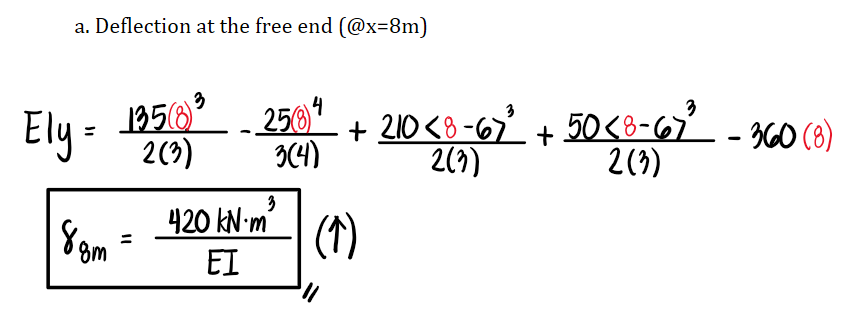 a. Deflection at the free end (@x=8m)
EIy = 135(8)³/2(3) - 25(8)⁴/3(4) + 210<8-6>³/2(3) + 50<8-6>³/2(3) - 360(8)
δ8m = 420 kN·m³/EI (↑)